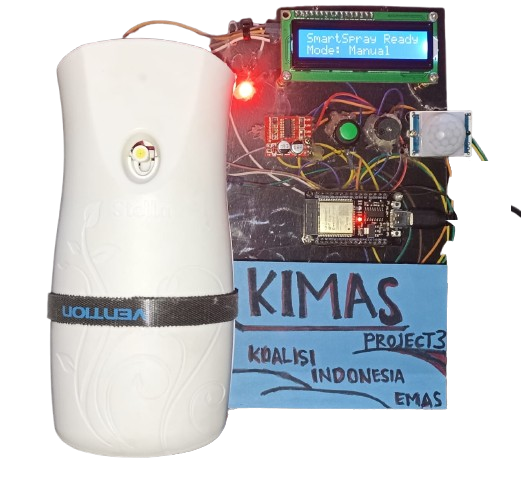 SmartSpray Ready
Mode: Manual
KIMAS
PROJECT3
KOALISI
INDONESIA
EMAS
VENTION